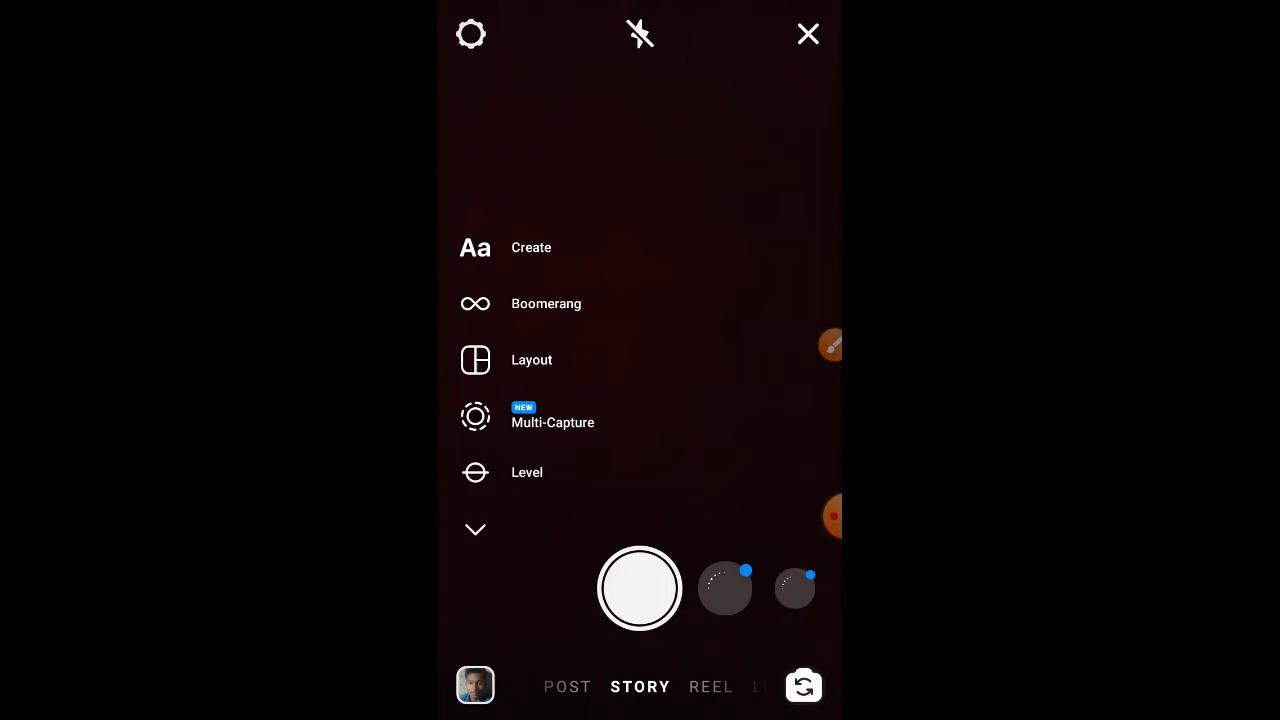 Aa Create
Boomerang
Layout
NEW
Multi-Capture
Level
POST STORY REEL